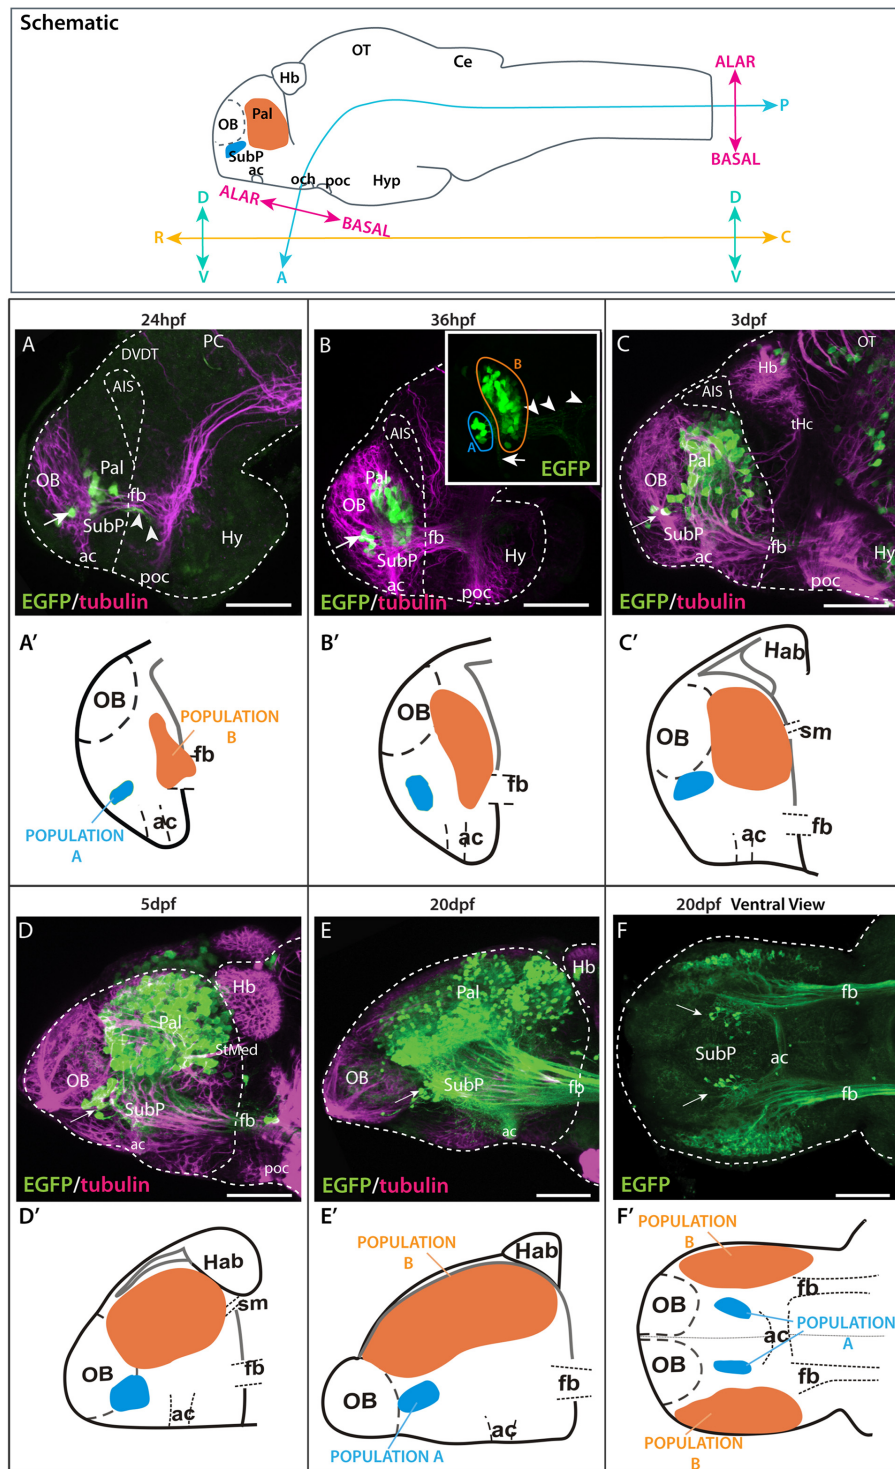 Schematic
OT
Ce
Hb
ALAR
OB
Pal
P
SubP
ac
och
poc
Hyp
BASAL
ALAR
BASAL
D
D
R
C
V
A
V
24hpf
36hpf
3dpf
A
PC
DVDT
AIS
OB
Pal
fb
SubP
Hy
ac
poc
EGFP/tubulin
B
B
AIS
A
EGFP
Pal
OB
fb
SubP
Hy
ac
poc
EGFP/tubulin
C
OT
Hb
AIS
tHc
Pal
OB
SubP
ac
fb
Hy
poc
EGFP/tubulin
A'
OB
POPULATION
B
fb
POPULATION
A
ac
B'
OB
fb
ac
C'
Hab
OB
sm
ac
fb
5dpf
20dpf
20dpf Ventral View
D
Hb
Pal
StMed
OB
SubP
fb
ac
poc
EGFP/tubulin
E
Hb
Pal
OB
SubP
fb
ac
EGFP/tubulin
F
fb
SubP
ac
fb
EGFP
D'
Hab
sm
OB
fb
ac
E'
POPULATION
B
Hab
OB
fb
ac
POPULATION A
F'
POPULATION
B
fb
OB
POPULATION
A
ac
OB
fb
POPULATION
B